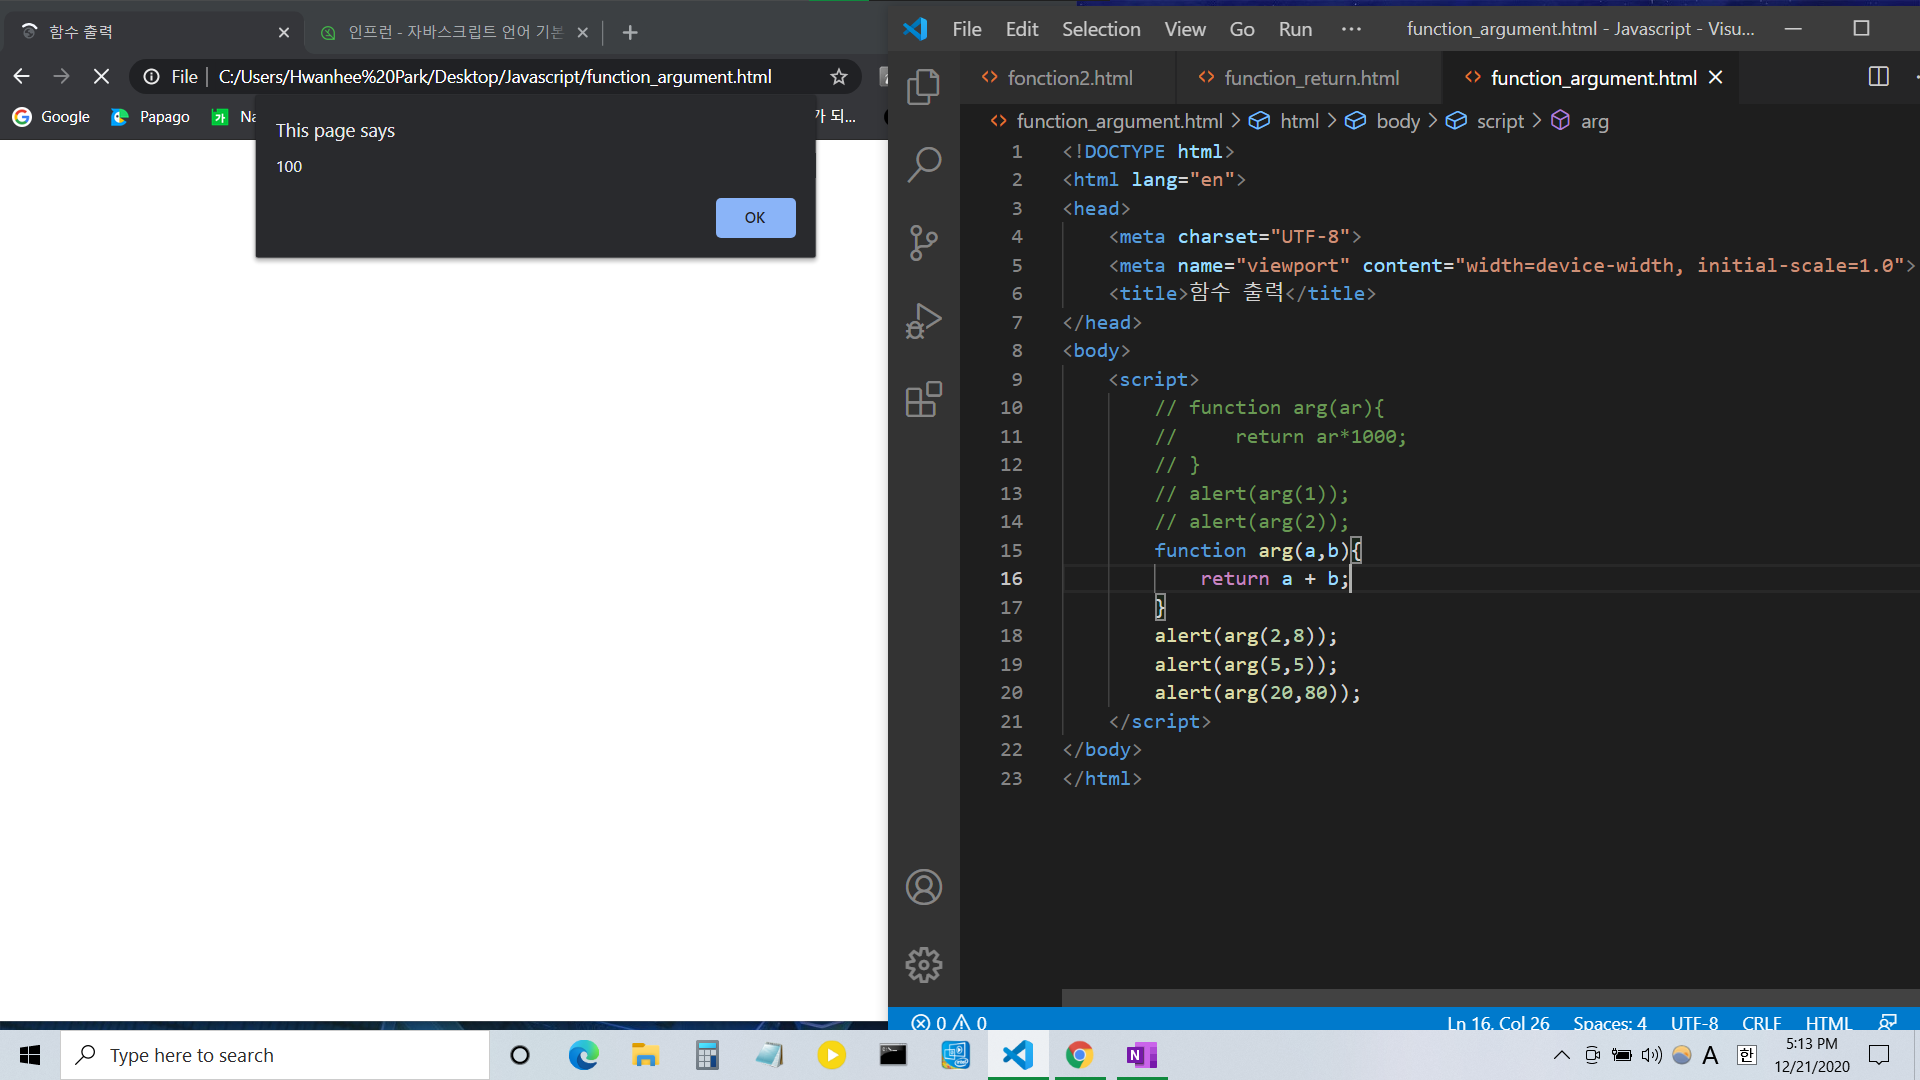 함수 출력
인프런 - 자바스크립트 언어 기본
File
C:/Users/Hwanhee%20Park/Desktop/Javascript/function_argument.html
Google
Papago
Na
가 되...
This page says
100
OK
File Edit Selection View Go Run ···
function_argument.html - Javascript - Visu...
fonction2.html
function_return.html
function_argument.html
function_argument.html > html > body > script > arg
1 <!DOCTYPE html>
2 <html lang="en">
3 <head>
4 <meta charset="UTF-8">
5 <meta name="viewport" content="width=device-width, initial-scale=1.0">
6 <title>함수 출력</title>
7 </head>
8 <body>
9 <script>
10 // function arg(ar){
11 //     return ar*1000;
12 // }
13 // alert(arg(1));
14 // alert(arg(2));
15 function arg(a,b){
16 return a + b;
17 }
18 alert(arg(2,8));
19 alert(arg(5,5));
20 alert(arg(20,80));
21 </script>
22 </body>
23 </html>
0 0
Ln 16, Col 26 Spaces: 4 UTF-8 CRLF HTML
Type here to search
A
한
5:13 PM
12/21/2020